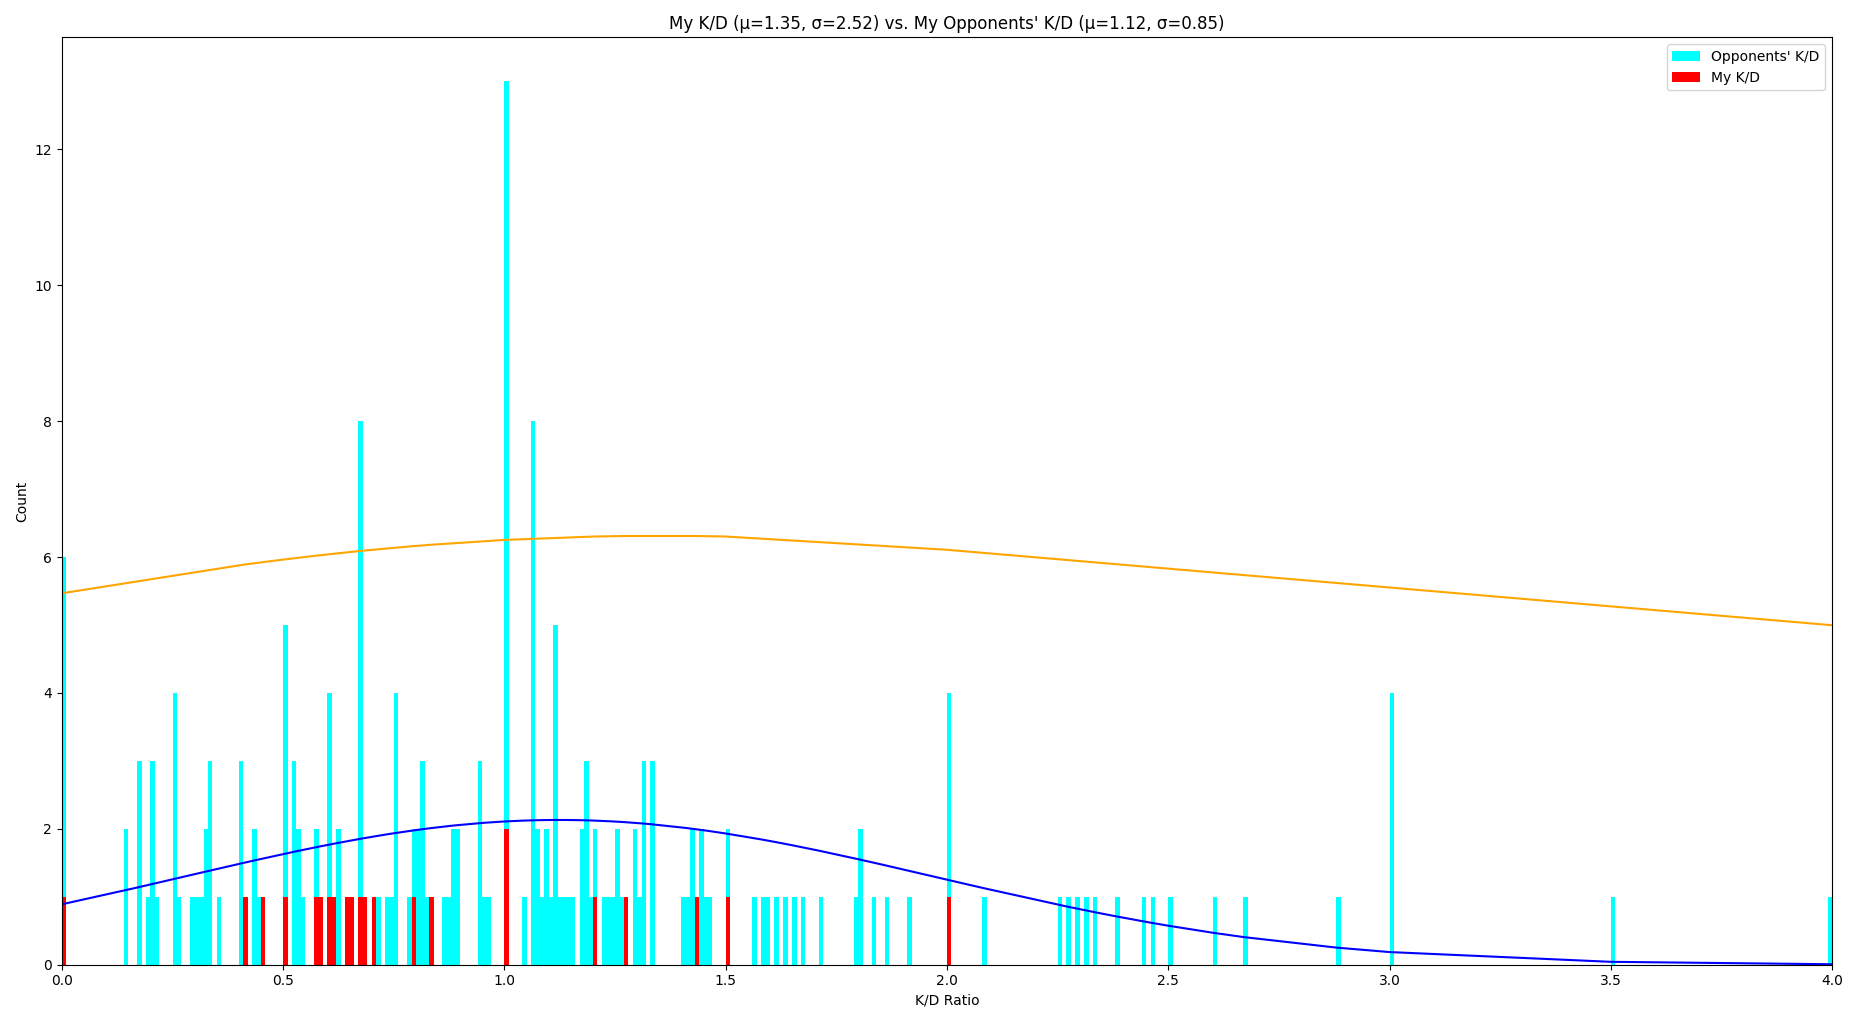 My K/D (μ=1.35, σ=2.52) vs. My Opponents' K/D (μ=1.12, σ=0.85)
Opponents' K/D
My K/D
Count
12
10
8
6
4
2
0
0.0 0.5 1.0 1.5 2.0 2.5 3.0 3.5 4.0
K/D Ratio